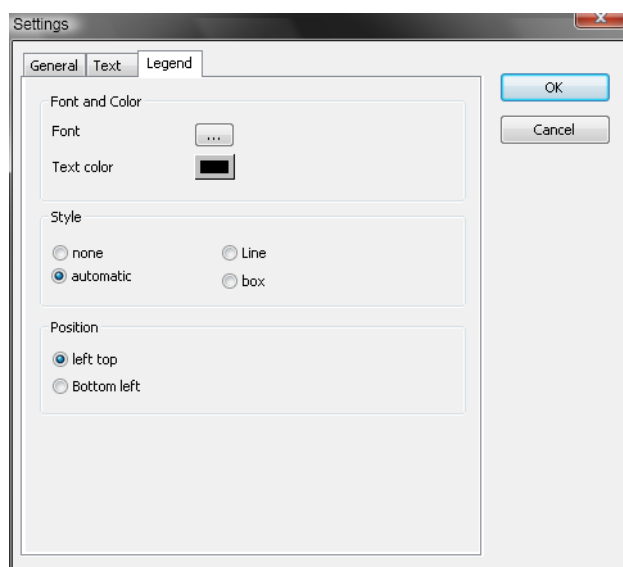 Settings
General Text Legend
OK
Cancel
Font and Color
Font ...
Text color
Style
none Line
automatic box
Position
left top
Bottom left